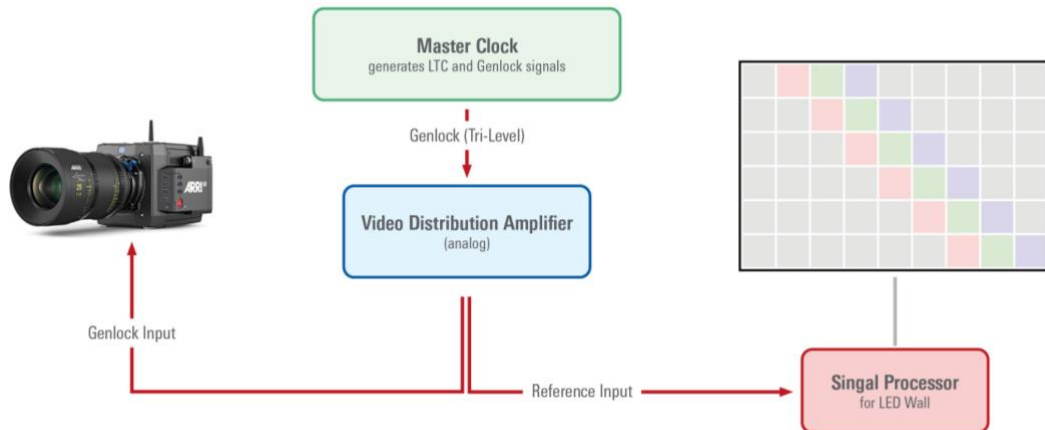 Master Clock
generates LTC and Genlock signals
Genlock (Tri-Level)
ARRI
Video Distribution Amplifier
(analog)
Genlock Input
Reference Input
Singal Processor
for LED Wall